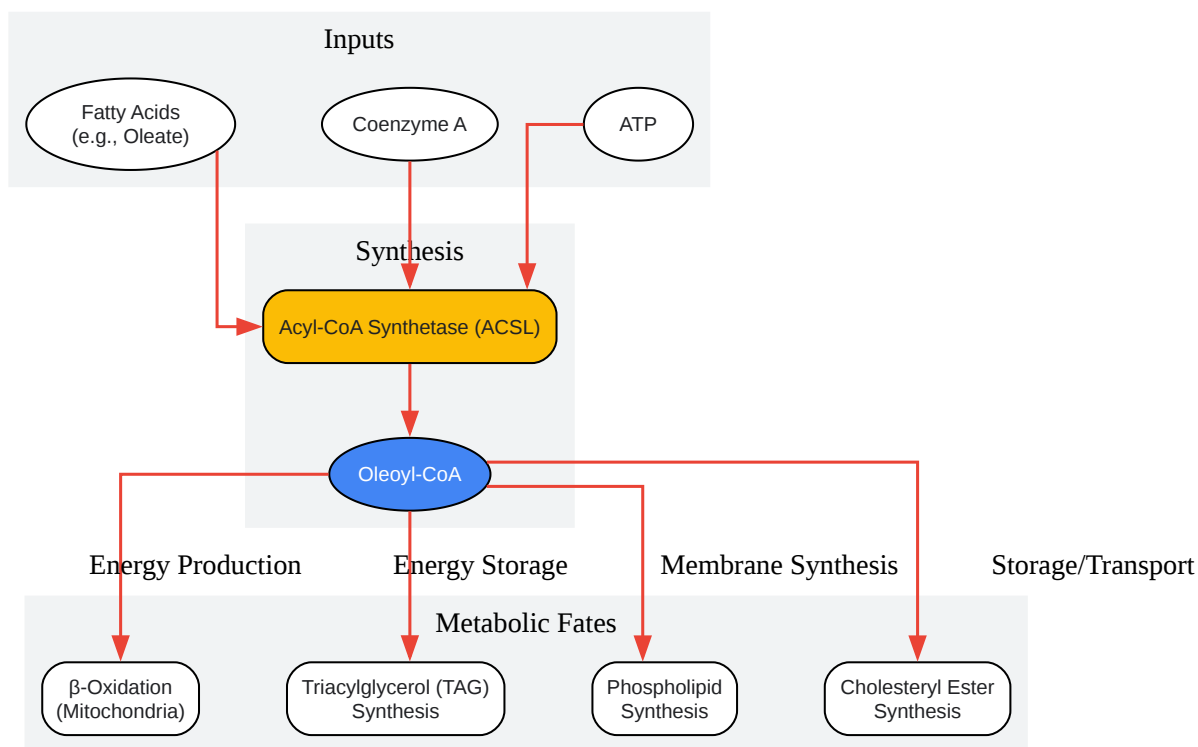 Inputs
Fatty Acids
(e.g., Oleate)
Coenzyme A
ATP
Synthesis
Acyl-CoA Synthetase (ACSL)
Oleoyl-CoA
Energy Production
Energy Storage
Membrane Synthesis
Storage/Transport
Metabolic Fates
β-Oxidation
(Mitochondria)
Triacylglycerol (TAG)
Synthesis
Phospholipid
Synthesis
Cholesteryl Ester
Synthesis